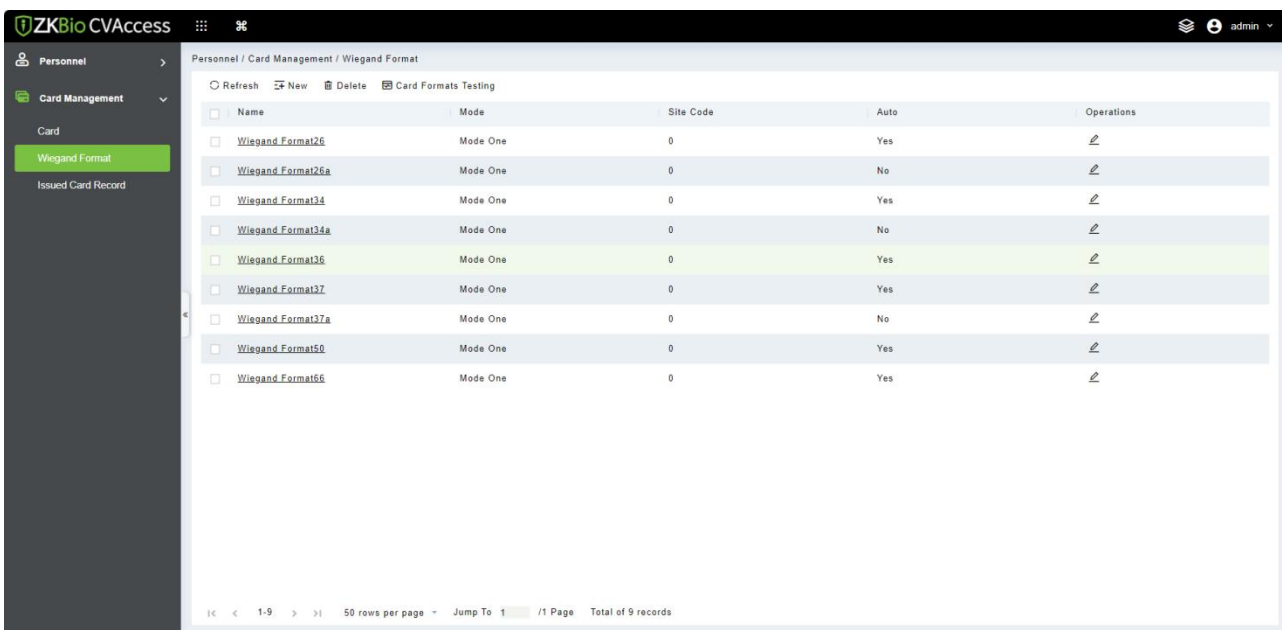 ZKBio CVAccess admin
Personnel
Card Management
Card
Wiegand Format
Issued Card Record
Personnel / Card Management / Wiegand Format
Refresh New Delete Card Formats Testing
Name Mode Site Code Auto Operations
Wiegand Format26 Mode One 0 Yes
Wiegand Format26a Mode One 0 No
Wiegand Format34 Mode One 0 Yes
Wiegand Format34a Mode One 0 No
Wiegand Format36 Mode One 0 Yes
Wiegand Format37 Mode One 0 Yes
Wiegand Format37a Mode One 0 No
Wiegand Format50 Mode One 0 Yes
Wiegand Format66 Mode One 0 Yes
1-9 50 rows per page Jump To 1 /1 Page Total of 9 records